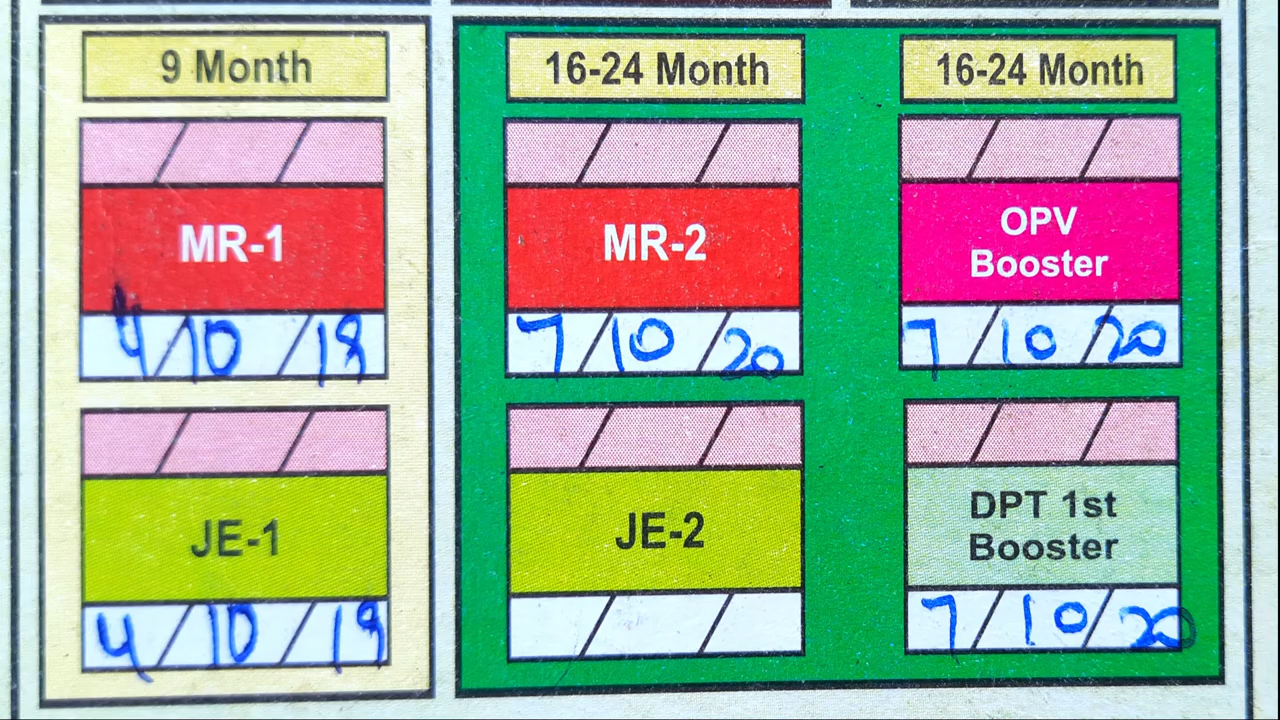 9 Month
16-24 Month
16-24 Month
MR-1
MR-2
OPV
Booster
4/10/19
7/10/20
7/10/20
JE-1
JE-2
DPT 1st
Booster
4/10/19
7/10/20